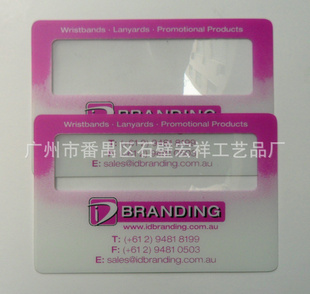 Wristbands · Lanyards · Promotional Products
BRANDING
Wristbands · Lanyards · Promotional Products
广州市番禺区石壁宏祥工艺品厂
E: sales@idbranding.com.au
iD BRANDING
www.idbranding.com.au
T: (+61 2) 9481 8199
F: (+61 2) 9481 0503
E: sales@idbranding.com.au